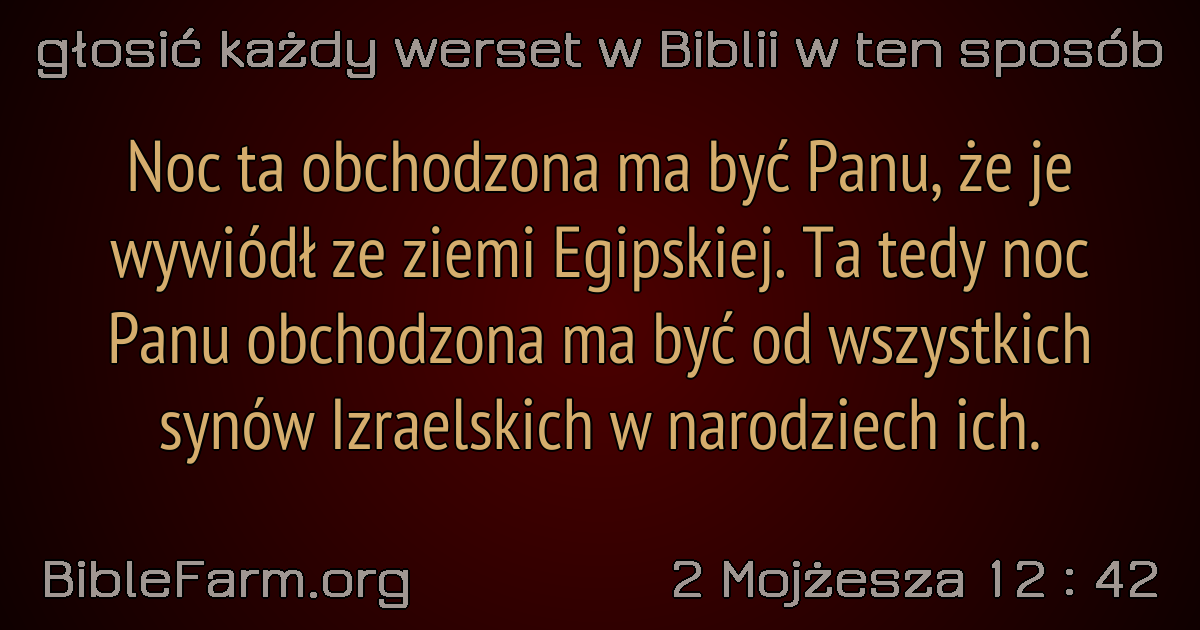 głosić każdy werset w Biblii w ten sposób
Noc ta obchodzona ma być Panu, że je
wywiódł ze ziemi Egipskiej. Ta tedy noc
Panu obchodzona ma być od wszystkich
synów Izraelskich w narodziech ich.
BibleFarm.org
2 Mojżesza 12 : 42